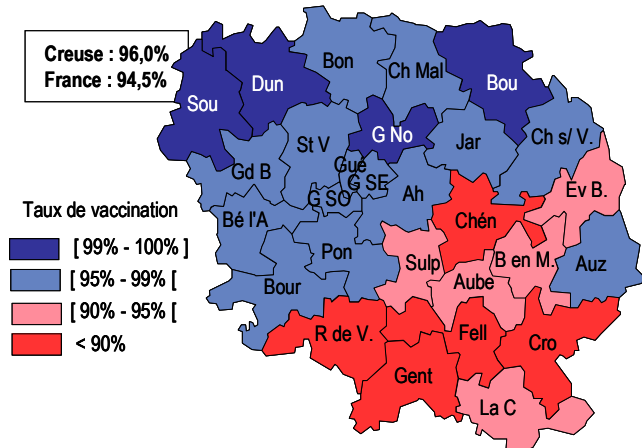 Creuse : 96,0%
France : 94,5%
Bon
Ch Mal
Dun
Bou
Sou
G No
St V
Jar
Ch s/ V.
Gué
Gd B
G SE
Ev B.
G SO
Ah
Taux de vaccination
Bé l'A
Chén
[ 99% - 100% ]
Pon
Sulp
B en M.
Auz
[ 95% - 99% [
Bour
Aube
[ 90% - 95% [
R de V.
Fell
Cro
< 90%
Gent
La C